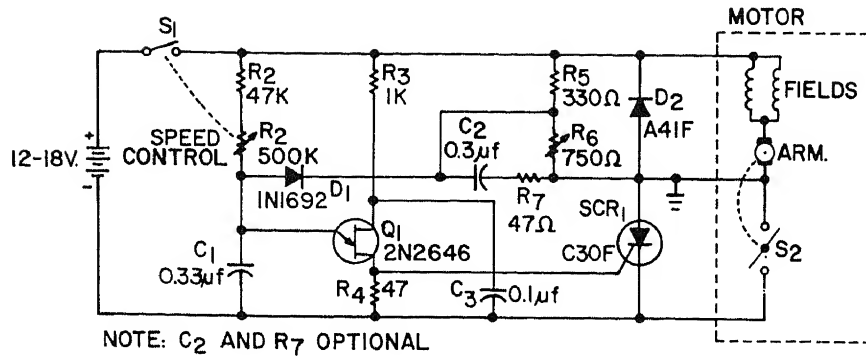 MOTOR
S1
R2
47K
R3
1K
R5
330Ω
D2
A41F
FIELDS
+
12-18V.
-
SPEED
CONTROL
R2
500K
C2
0.3µf
R6
750Ω
ARM.
1N1692
D1
R7
47Ω
Q1
2N2646
SCR1
C30F
S2
C1
0.33µf
R4
47
C3
0.1µf
NOTE: C2 AND R7 OPTIONAL